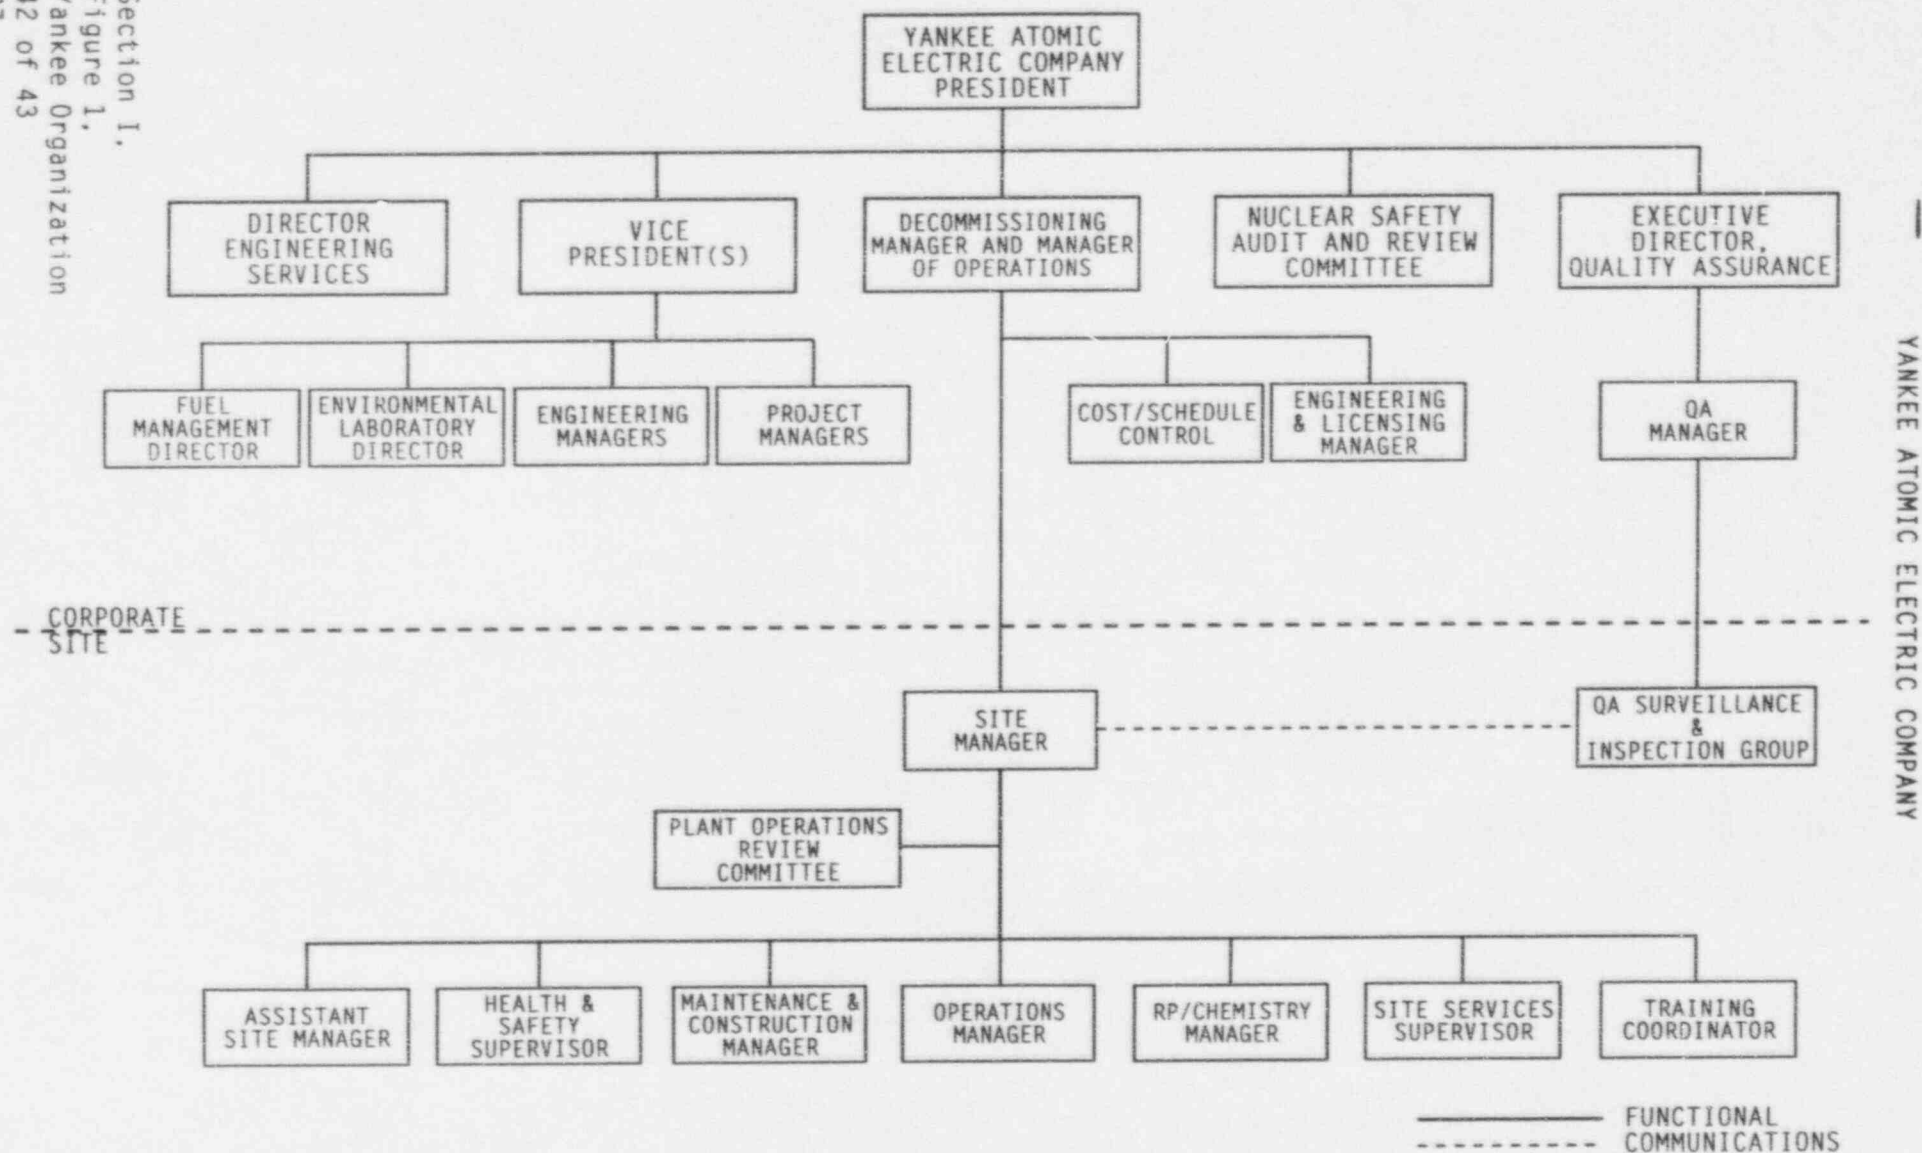 YANKEE ATOMIC
ELECTRIC COMPANY
PRESIDENT
DIRECTOR
ENGINEERING
SERVICES
VICE
PRESIDENT(S)
DECOMMISSIONING
MANAGER AND MANAGER
OF OPERATIONS
NUCLEAR SAFETY
AUDIT AND REVIEW
COMMITTEE
EXECUTIVE
DIRECTOR,
QUALITY ASSURANCE
FUEL
MANAGEMENT
DIRECTOR
ENVIRONMENTAL
LABORATORY
DIRECTOR
ENGINEERING
MANAGERS
PROJECT
MANAGERS
COST/SCHEDULE
CONTROL
ENGINEERING
& LICENSING
MANAGER
QA
MANAGER
CORPORATE
SITE
SITE
MANAGER
QA SURVEILLANCE
&
INSPECTION GROUP
PLANT OPERATIONS
REVIEW
COMMITTEE
ASSISTANT
SITE MANAGER
HEALTH &
SAFETY
SUPERVISOR
MAINTENANCE &
CONSTRUCTION
MANAGER
OPERATIONS
MANAGER
RP/CHEMISTRY
MANAGER
SITE SERVICES
SUPERVISOR
TRAINING
COORDINATOR
FUNCTIONAL
COMMUNICATIONS
YANKEE ATOMIC ELECTRIC COMPANY
Section I,
Figure 1,
Yankee Organization
42 of 43